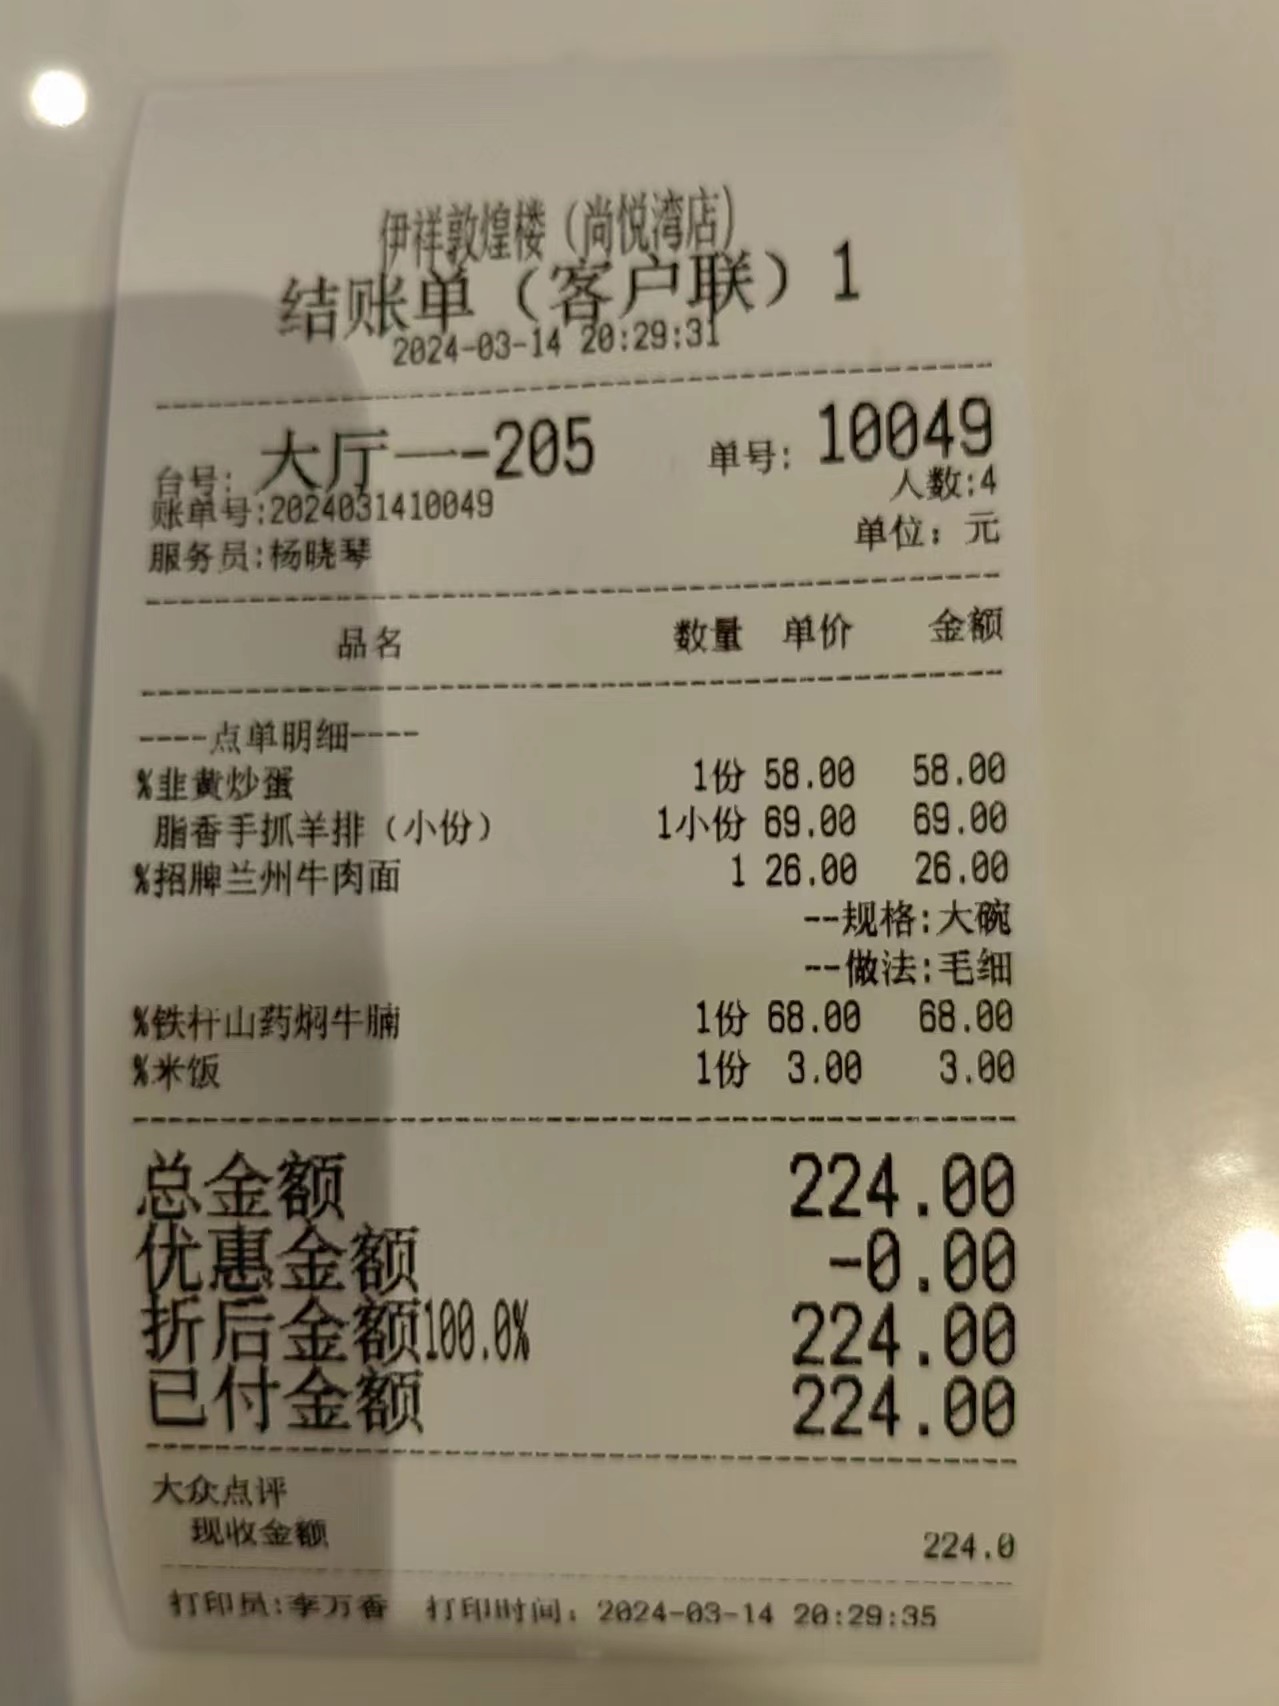 伊祥敦煌楼（尚悦湾店）
结账单（客户联）1
2024-03-14 20:29:31
台号: 大厅一-205 单号: 10049
人数:4
账单号:2024031410049
单位：元
服务员:杨晓琴
品名 数量 单价 金额
----点单明细----
%韭黄炒蛋 1份 58.00 58.00
脂香手抓羊排（小份） 1小份 69.00 69.00
%招牌兰州牛肉面 1 26.00 26.00
--规格:大碗
--做法:毛细
%铁杆山药焖牛腩 1份 68.00 68.00
%米饭 1份 3.00 3.00
总金额 224.00
优惠金额 -0.00
折后金额100.0% 224.00
已付金额 224.00
大众点评
现收金额 224.0
打印员:李万香 打印时间：2024-03-14 20:29:35